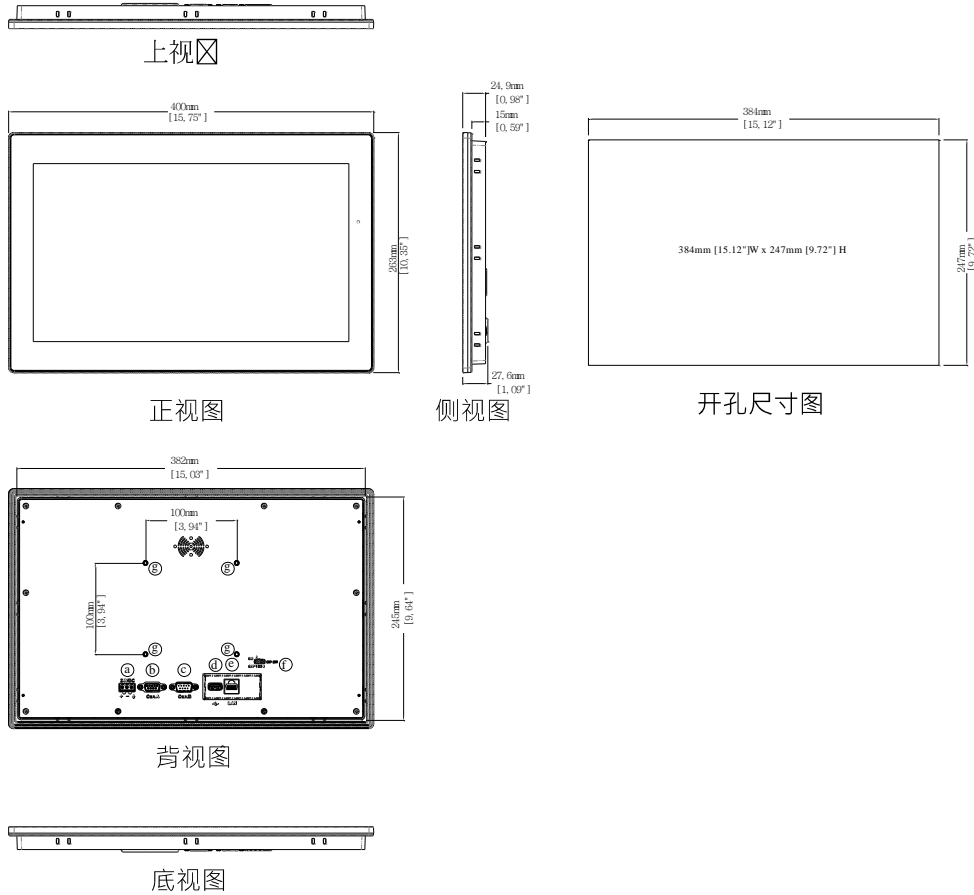 上视
400mm
[15,75"]
24,9mm
[0,98"]
15mm
[0,59"]
384mm
[15,12"]
263mm
[10,35"]
384mm [15.12"]W x 247mm [9.72"] H
247mm
[9,72"]
27,6mm
[1,09"]
正视图
侧视图
开孔尺寸图
382mm
[15,03"]
100mm
[3,94"]
g
g
100mm
[3,94"]
245mm
[9,64"]
g
g
a
b
c
d
e
f
LAN
背视图
底视图